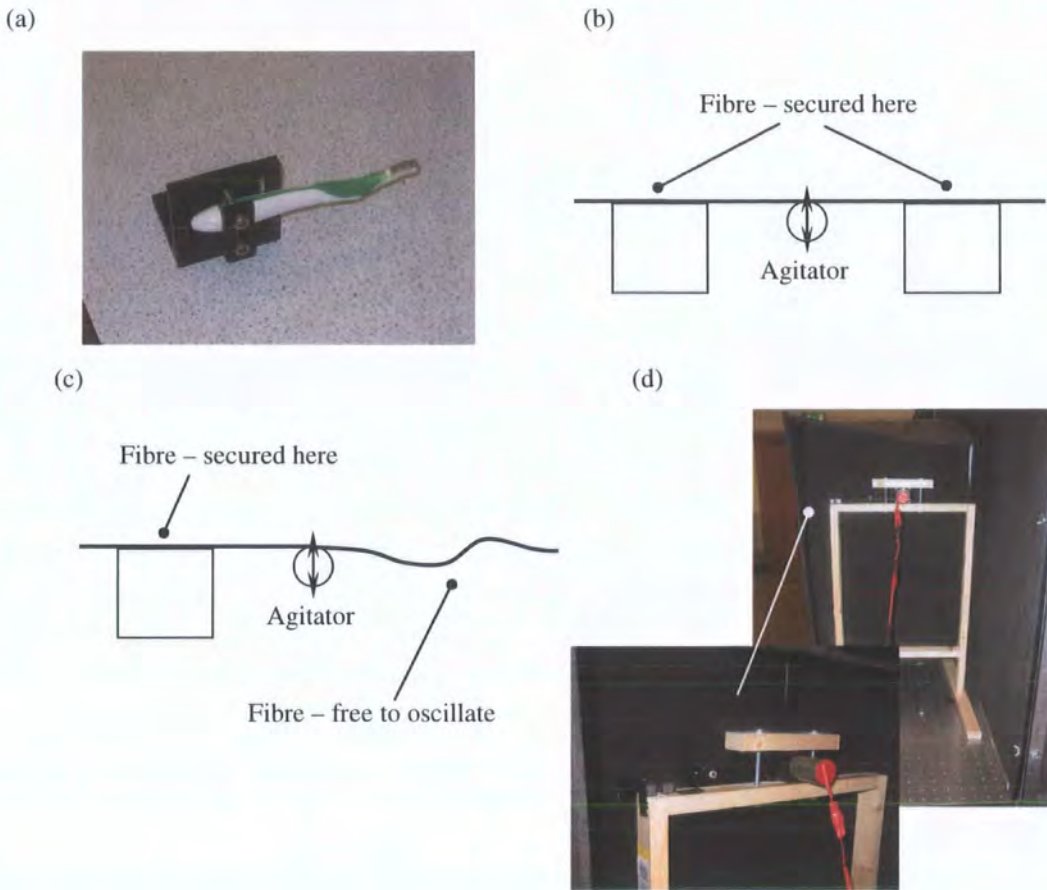 (a)
(b)
Fibre – secured here
Agitator
(c)
(d)
Fibre – secured here
Agitator
Fibre – free to oscillate